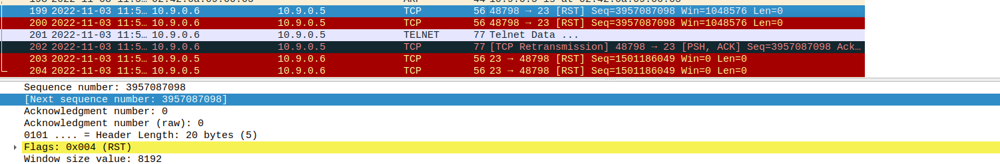 199 2022-11-03 11:5… 10.9.0.6 10.9.0.5 TCP 56 48798 → 23 [RST] Seq=3957087098 Win=1048576 Len=0
200 2022-11-03 11:5… 10.9.0.6 10.9.0.5 TCP 56 48798 → 23 [RST] Seq=3957087098 Win=1048576 Len=0
201 2022-11-03 11:5… 10.9.0.6 10.9.0.5 TELNET 77 Telnet Data ...
202 2022-11-03 11:5… 10.9.0.6 10.9.0.5 TCP 77 [TCP Retransmission] 48798 → 23 [PSH, ACK] Seq=3957087098 Ack…
203 2022-11-03 11:5… 10.9.0.5 10.9.0.6 TCP 56 23 → 48798 [RST] Seq=1501186049 Win=0 Len=0
204 2022-11-03 11:5… 10.9.0.5 10.9.0.6 TCP 56 23 → 48798 [RST] Seq=1501186049 Win=0 Len=0
Sequence number: 3957087098
[Next sequence number: 3957087098]
Acknowledgment number: 0
Acknowledgment number (raw): 0
0101 .... = Header Length: 20 bytes (5)
Flags: 0x004 (RST)
Window size value: 8192